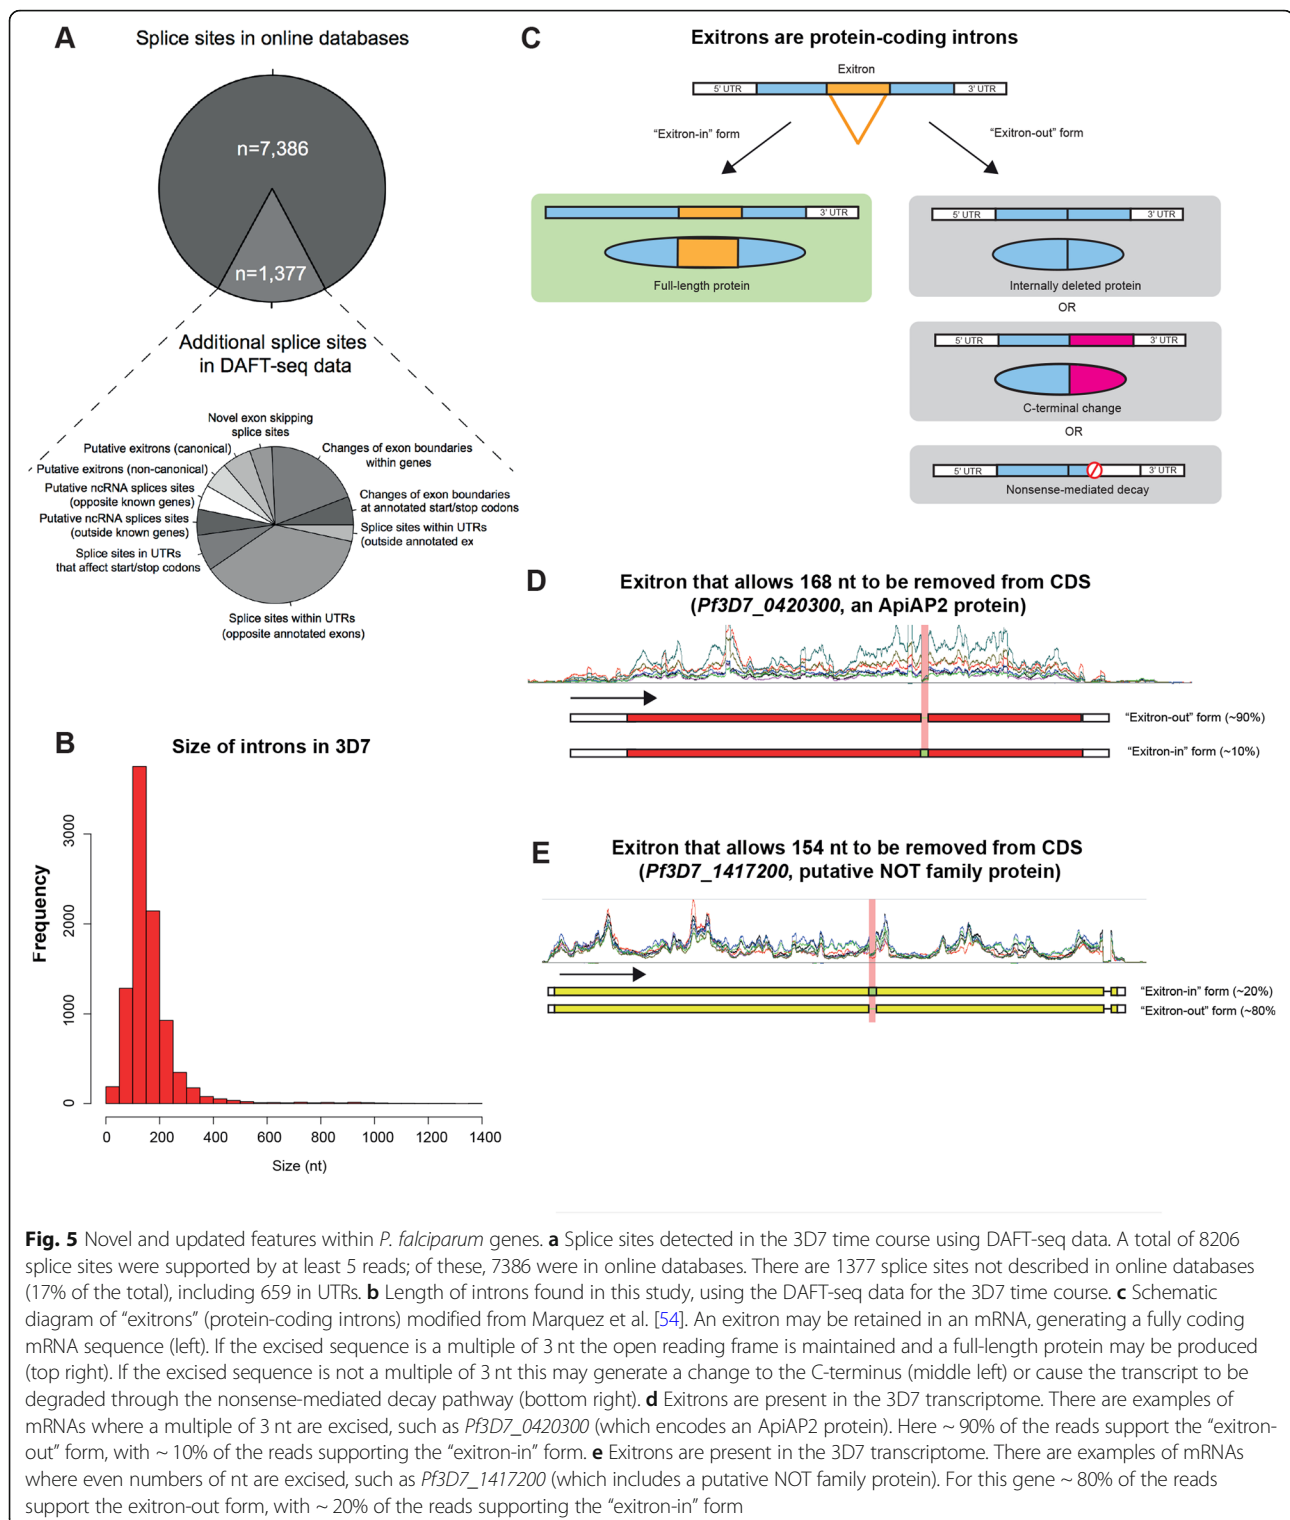 A
Splice sites in online databases
n=7,386
n=1,377
Additional splice sites
in DAFT-seq data
Novel exon skipping
splice sites
Putative exitrons (canonical)
Changes of exon boundaries
within genes
Putative exitrons (non-canonical)
Putative ncRNA splices sites
(opposite known genes)
Changes of exon boundaries
at annotated start/stop codons
Putative ncRNA splices sites
(outside known genes)
Splice sites within UTRs
(outside annotated ex
Splice sites in UTRs
that affect start/stop codons
Splice sites within UTRs
(opposite annotated exons)
B
Size of introns in 3D7
Frequency
0
1000
2000
3000
0
200
400
600
800
1000
1200
1400
Size (nt)
C
Exitrons are protein-coding introns
Exitron
5' UTR
3' UTR
"Exitron-in" form
"Exitron-out" form
3' UTR
Full-length protein
5' UTR
3' UTR
Internally deleted protein
OR
5' UTR
3' UTR
C-terminal change
OR
5' UTR
3' UTR
Nonsense-mediated decay
D
Exitron that allows 168 nt to be removed from CDS
(Pf3D7_0420300, an ApiAP2 protein)
"Exitron-out" form (~90%)
"Exitron-in" form (~10%)
E
Exitron that allows 154 nt to be removed from CDS
(Pf3D7_1417200, putative NOT family protein)
"Exitron-in" form (~20%)
"Exitron-out" form (~80%
Fig. 5 Novel and updated features within P. falciparum genes. a Splice sites detected in the 3D7 time course using DAFT-seq data. A total of 8206
splice sites were supported by at least 5 reads; of these, 7386 were in online databases. There are 1377 splice sites not described in online databases
(17% of the total), including 659 in UTRs. b Length of introns found in this study, using the DAFT-seq data for the 3D7 time course. c Schematic
diagram of "exitrons" (protein-coding introns) modified from Marquez et al. [54]. An exitron may be retained in an mRNA, generating a fully coding
mRNA sequence (left). If the excised sequence is a multiple of 3 nt the open reading frame is maintained and a full-length protein may be produced
(top right). If the excised sequence is not a multiple of 3 nt this may generate a change to the C-terminus (middle left) or cause the transcript to be
degraded through the nonsense-mediated decay pathway (bottom right). d Exitrons are present in the 3D7 transcriptome. There are examples of
mRNAs where a multiple of 3 nt are excised, such as Pf3D7_0420300 (which encodes an ApiAP2 protein). Here ~ 90% of the reads support the "exitron-
out" form, with ~ 10% of the reads supporting the "exitron-in" form. e Exitrons are present in the 3D7 transcriptome. There are examples of mRNAs
where even numbers of nt are excised, such as Pf3D7_1417200 (which includes a putative NOT family protein). For this gene ~ 80% of the reads
support the exitron-out form, with ~ 20% of the reads supporting the "exitron-in" form